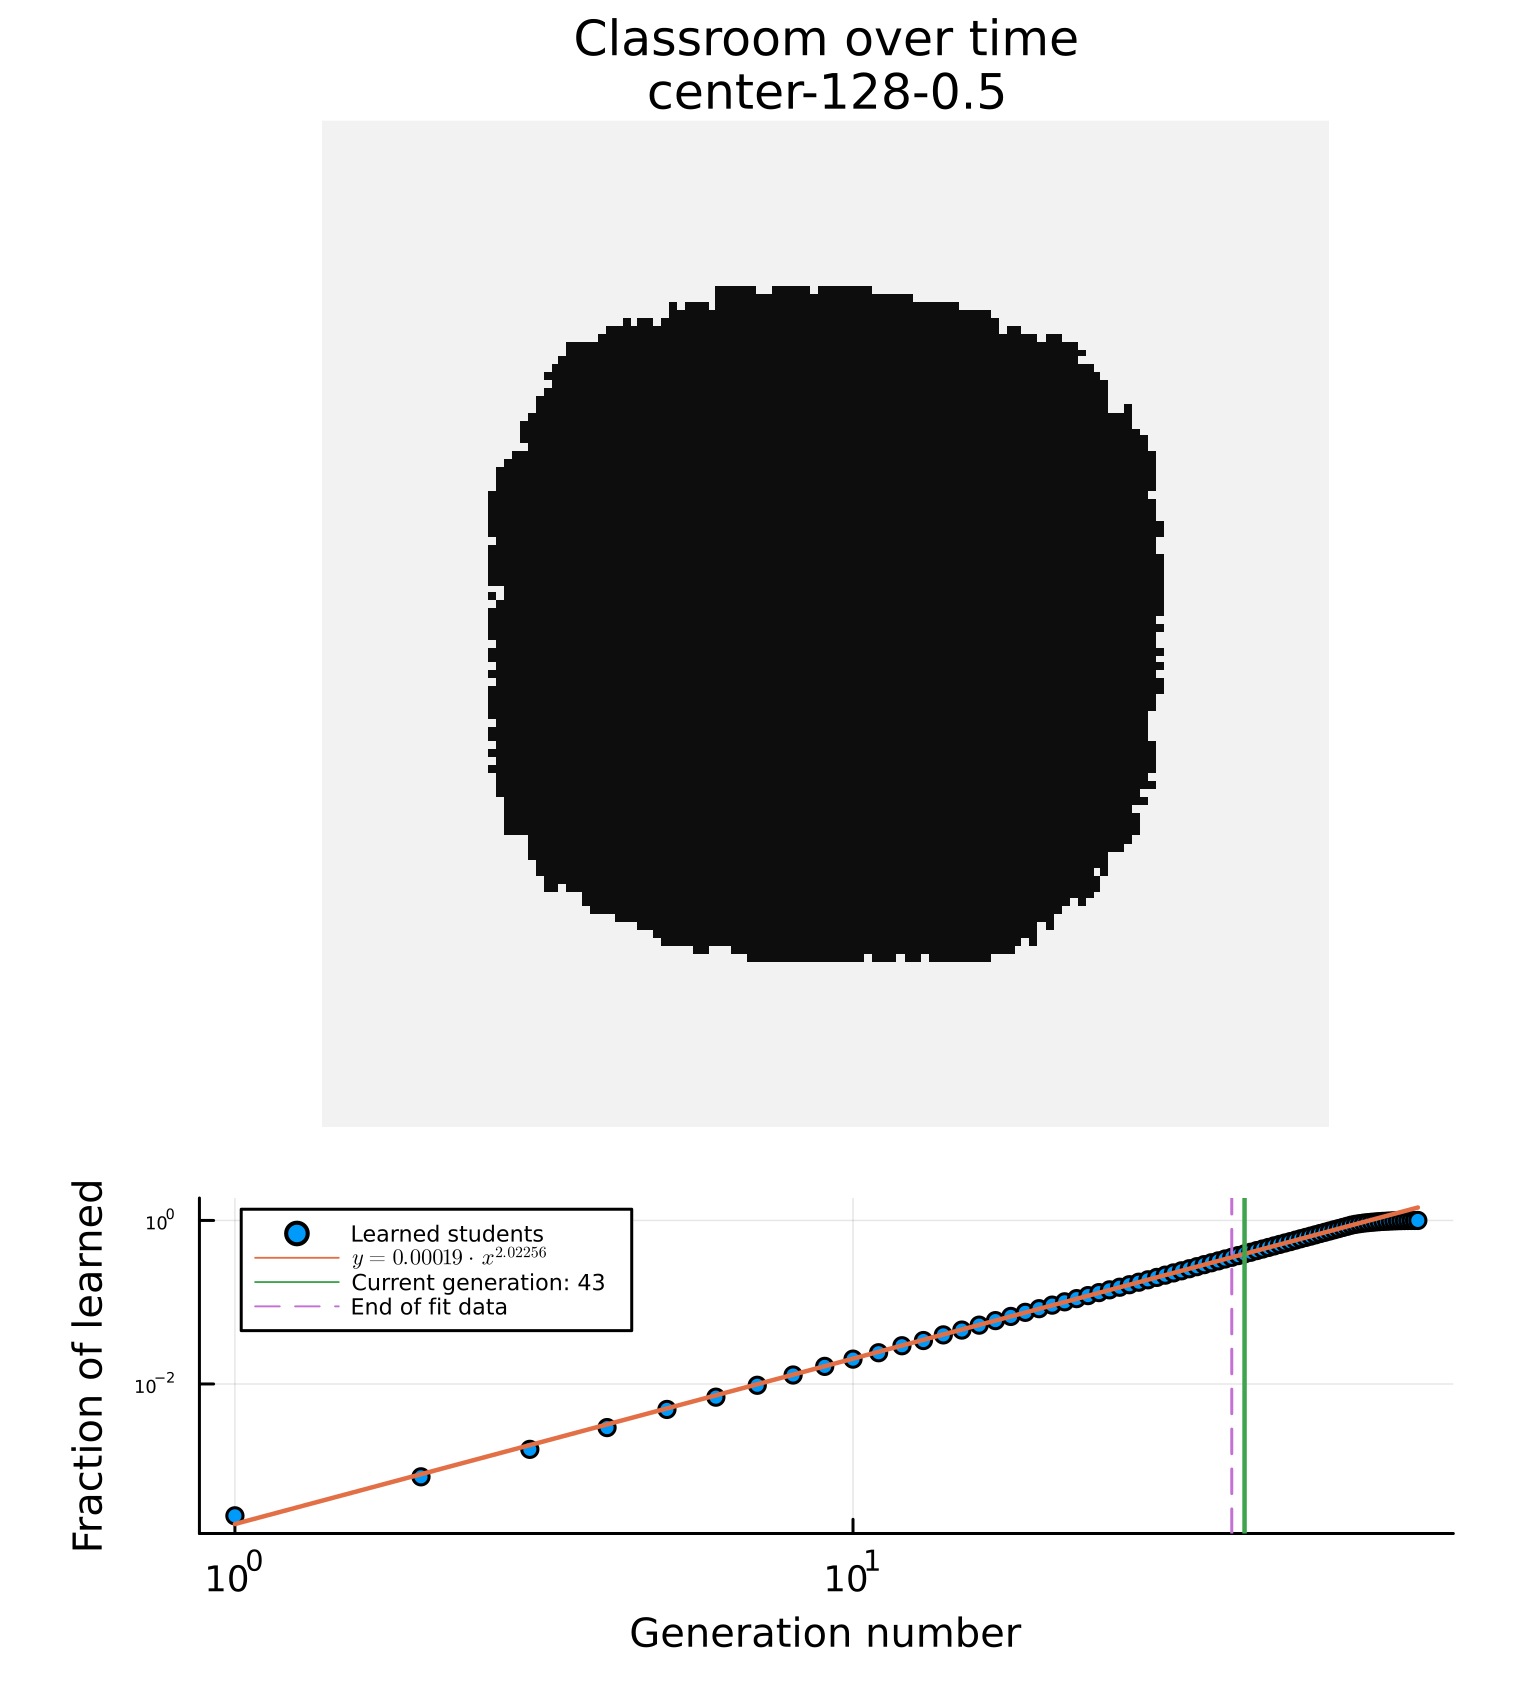 Classroom over time
center-128-0.5
Fraction of learned
10⁰
10⁻²
Learned students
y = 0.00019 · x^2.02256
Current generation: 43
End of fit data
10⁰
10¹
Generation number